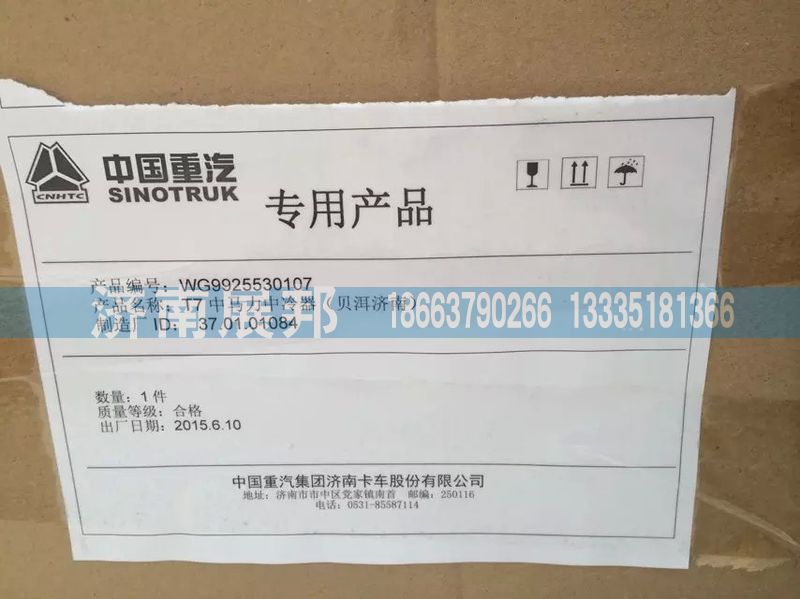 中国重汽
SINOTRUK
CNHTC
专用产品
产品编号：WG9925530107
产品名称：T7中马力中冷器（贝洱济南）
制造厂 ID： 37.01.01084
济南展邦 18663790266 13335181366
数量：1 件
质量等级：合格
出厂日期：2015.6.10
中国重汽集团济南卡车股份有限公司
地址：济南市市中区党家镇南首 邮编：250116
电话：0531-85587114